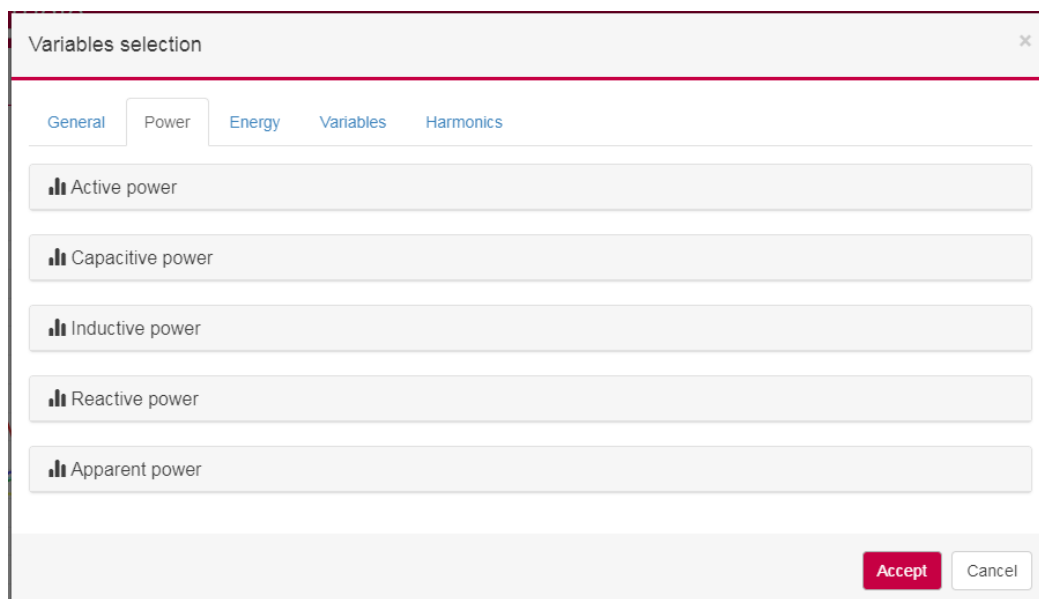 Variables selection ×
General Power Energy Variables Harmonics
Active power
Capacitive power
Inductive power
Reactive power
Apparent power
Accept Cancel